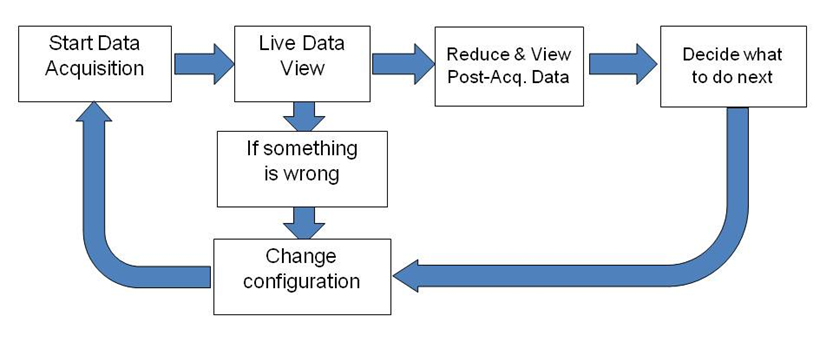 Start Data
Acquisition
Live Data
View
Reduce & View
Post-Acq. Data
Decide what
to do next
If something
is wrong
Change
configuration